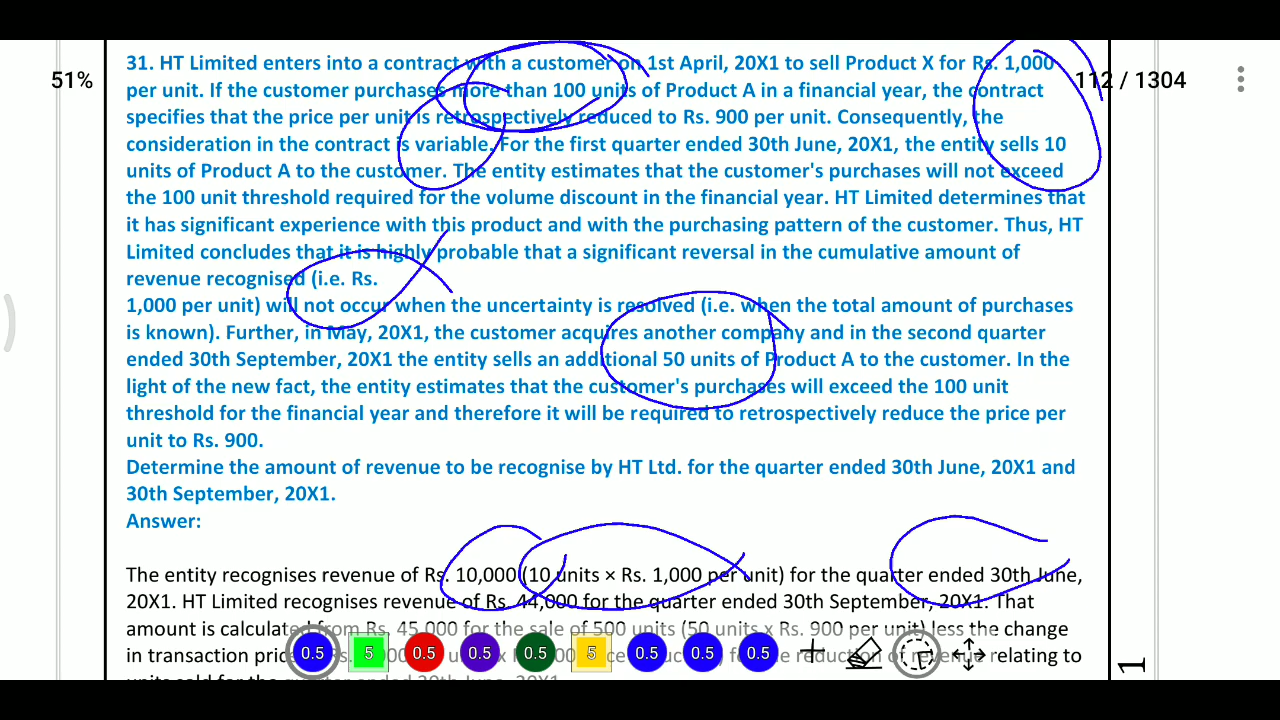 51%
112 / 1304
31. HT Limited enters into a contract with a customer on 1st April, 20X1 to sell Product X for Rs. 1,000
per unit. If the customer purchases more than 100 units of Product A in a financial year, the contract
specifies that the price per unit is retrospectively reduced to Rs. 900 per unit. Consequently, the
consideration in the contract is variable. For the first quarter ended 30th June, 20X1, the entity sells 10
units of Product A to the customer. The entity estimates that the customer's purchases will not exceed
the 100 unit threshold required for the volume discount in the financial year. HT Limited determines that
it has significant experience with this product and with the purchasing pattern of the customer. Thus, HT
Limited concludes that it is highly probable that a significant reversal in the cumulative amount of
revenue recognised (i.e. Rs.
1,000 per unit) will not occur when the uncertainty is resolved (i.e. when the total amount of purchases
is known). Further, in May, 20X1, the customer acquires another company and in the second quarter
ended 30th September, 20X1 the entity sells an additional 50 units of Product A to the customer. In the
light of the new fact, the entity estimates that the customer's purchases will exceed the 100 unit
threshold for the financial year and therefore it will be required to retrospectively reduce the price per
unit to Rs. 900.
Determine the amount of revenue to be recognise by HT Ltd. for the quarter ended 30th June, 20X1 and
30th September, 20X1.
Answer:
The entity recognises revenue of Rs. 10,000 (10 units × Rs. 1,000 per unit) for the quarter ended 30th June,
20X1. HT Limited recognises revenue of Rs. 44,000 for the quarter ended 30th September, 20X1. That
amount is calculated from Rs. 45,000 for the sale of 500 units (50 units x Rs. 900 per unit) less the change
in transaction reduction of revenue relating to
0.5 5 0.5 0.5 0.5 5 0.5 0.5 0.5
1